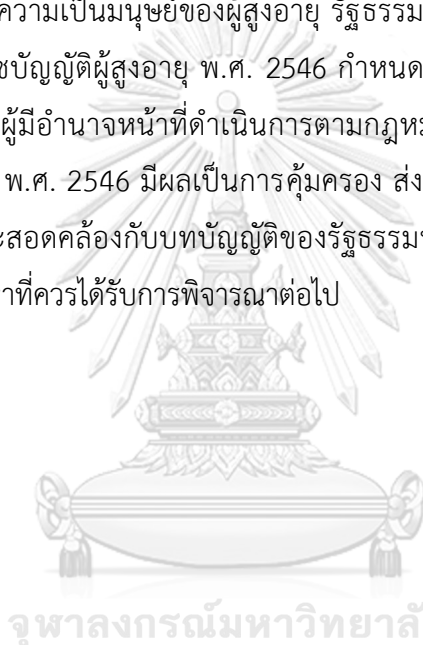 ความเป็นมนุษย์ของผู้สูงอายุ รัฐธรรม
ชบัญญัติผู้สูงอายุ พ.ศ. 2546 กำหนด
ผู้มีอำนาจหน้าที่ดำเนินการตามกฎหม
พ.ศ. 2546 มีผลเป็นการคุ้มครอง ส่ง
ะสอดคล้องกับบทบัญญัติของรัฐธรรม
าที่ควรได้รับการพิจารณาต่อไป
จุฬาลงกรณ์มหาวิทยาลั